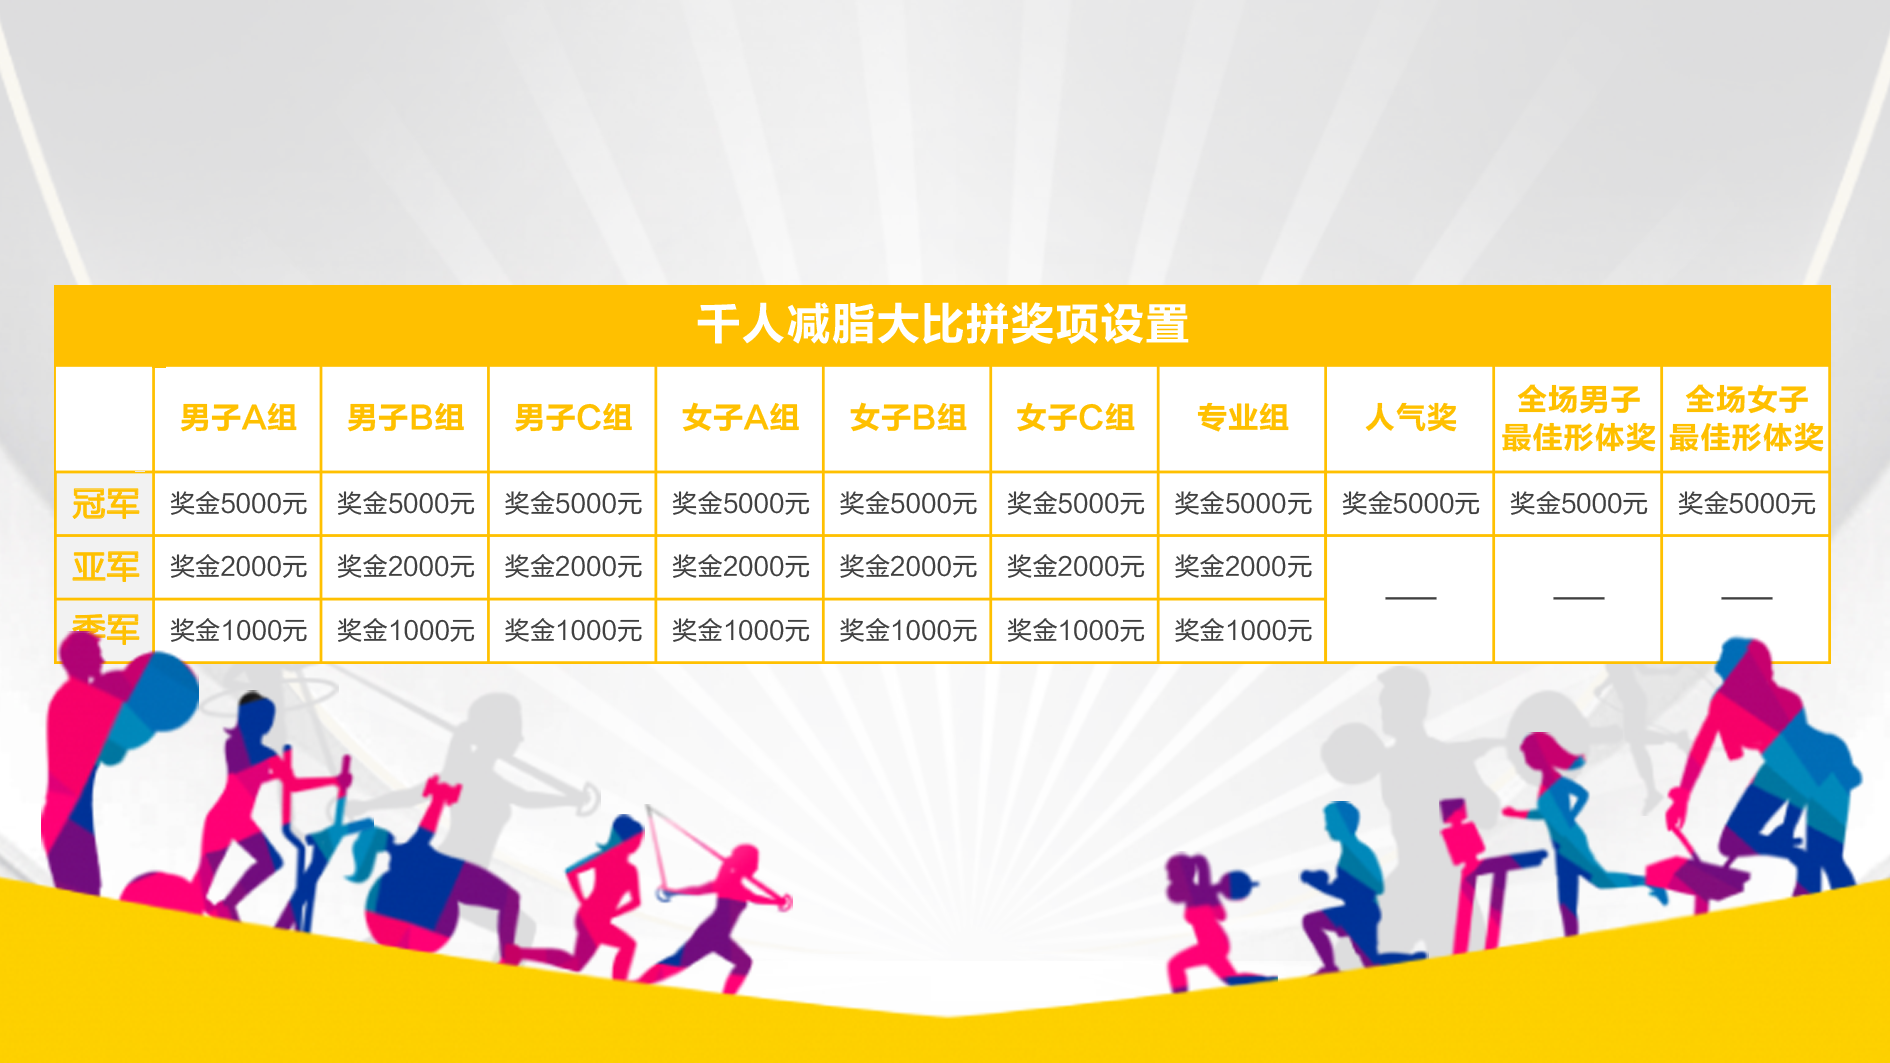 千人减脂大比拼奖项设置
男子A组 男子B组 男子C组 女子A组 女子B组 女子C组 专业组 人气奖 全场男子最佳形体奖 全场女子最佳形体奖
冠军 奖金5000元 奖金5000元 奖金5000元 奖金5000元 奖金5000元 奖金5000元 奖金5000元 奖金5000元 奖金5000元 奖金5000元
亚军 奖金2000元 奖金2000元 奖金2000元 奖金2000元 奖金2000元 奖金2000元 奖金2000元 — — —
季军 奖金1000元 奖金1000元 奖金1000元 奖金1000元 奖金1000元 奖金1000元 奖金1000元